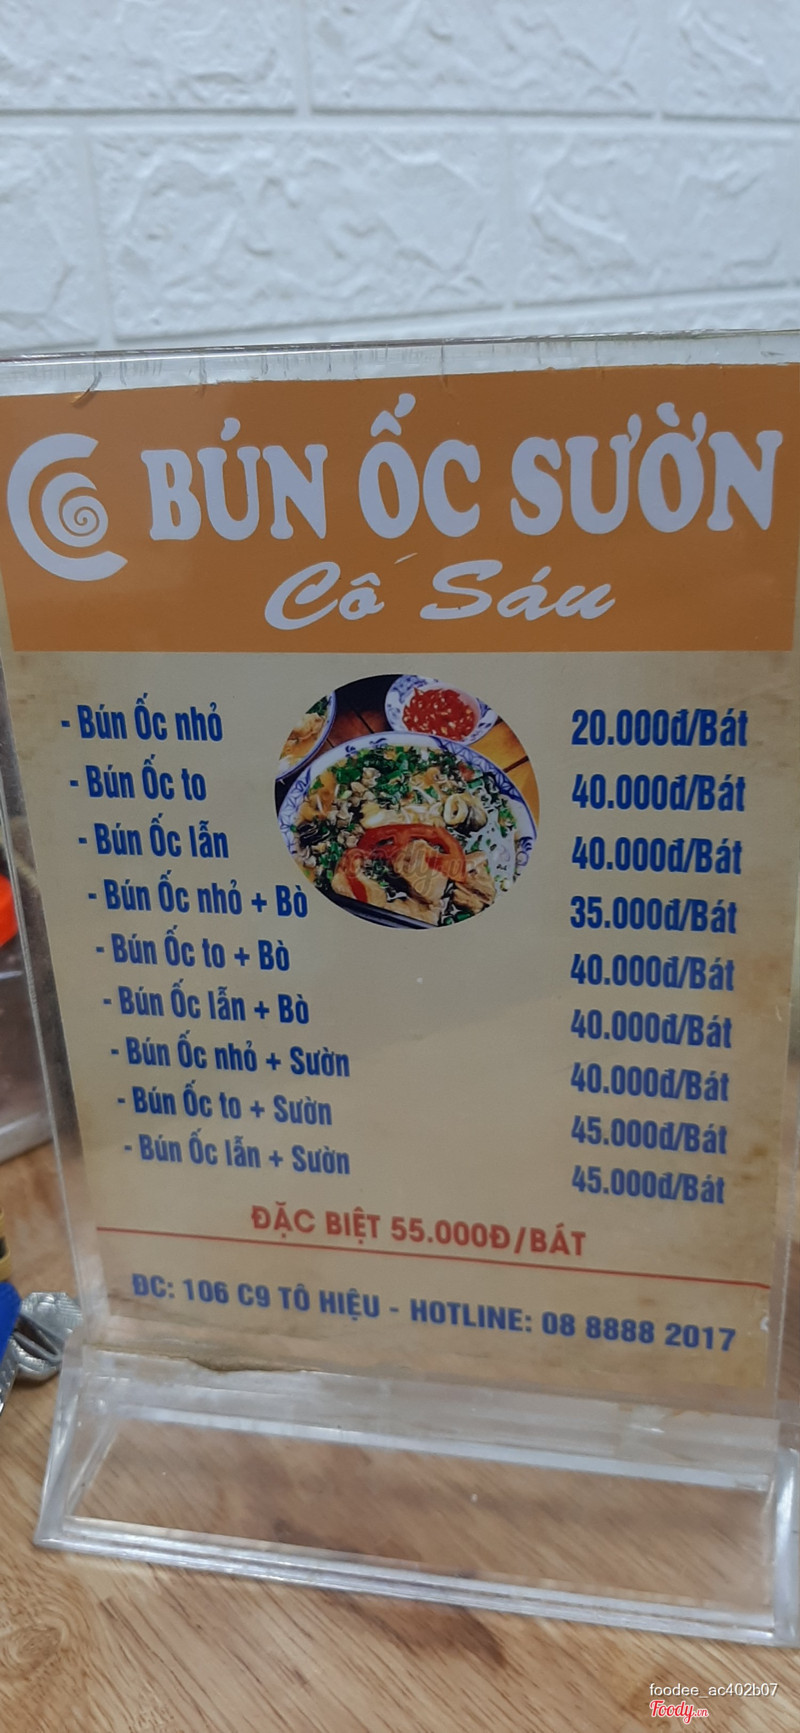 BÚN ỐC SƯỜN
Cô Sáu
- Bún Ốc nhỏ 20.000đ/Bát
- Bún Ốc to 40.000đ/Bát
- Bún Ốc lẫn 40.000đ/Bát
- Bún Ốc nhỏ + Bò 35.000đ/Bát
- Bún Ốc to + Bò 40.000đ/Bát
- Bún Ốc lẫn + Bò 40.000đ/Bát
- Bún Ốc nhỏ + Sườn 40.000đ/Bát
- Bún Ốc to + Sườn 45.000đ/Bát
- Bún Ốc lẫn + Sườn 45.000đ/Bát
ĐẶC BIỆT 55.000Đ/BÁT
ĐC: 106 C9 TÔ HIỆU - HOTLINE: 08 8888 2017
foodee_ac402b07
Foody.vn